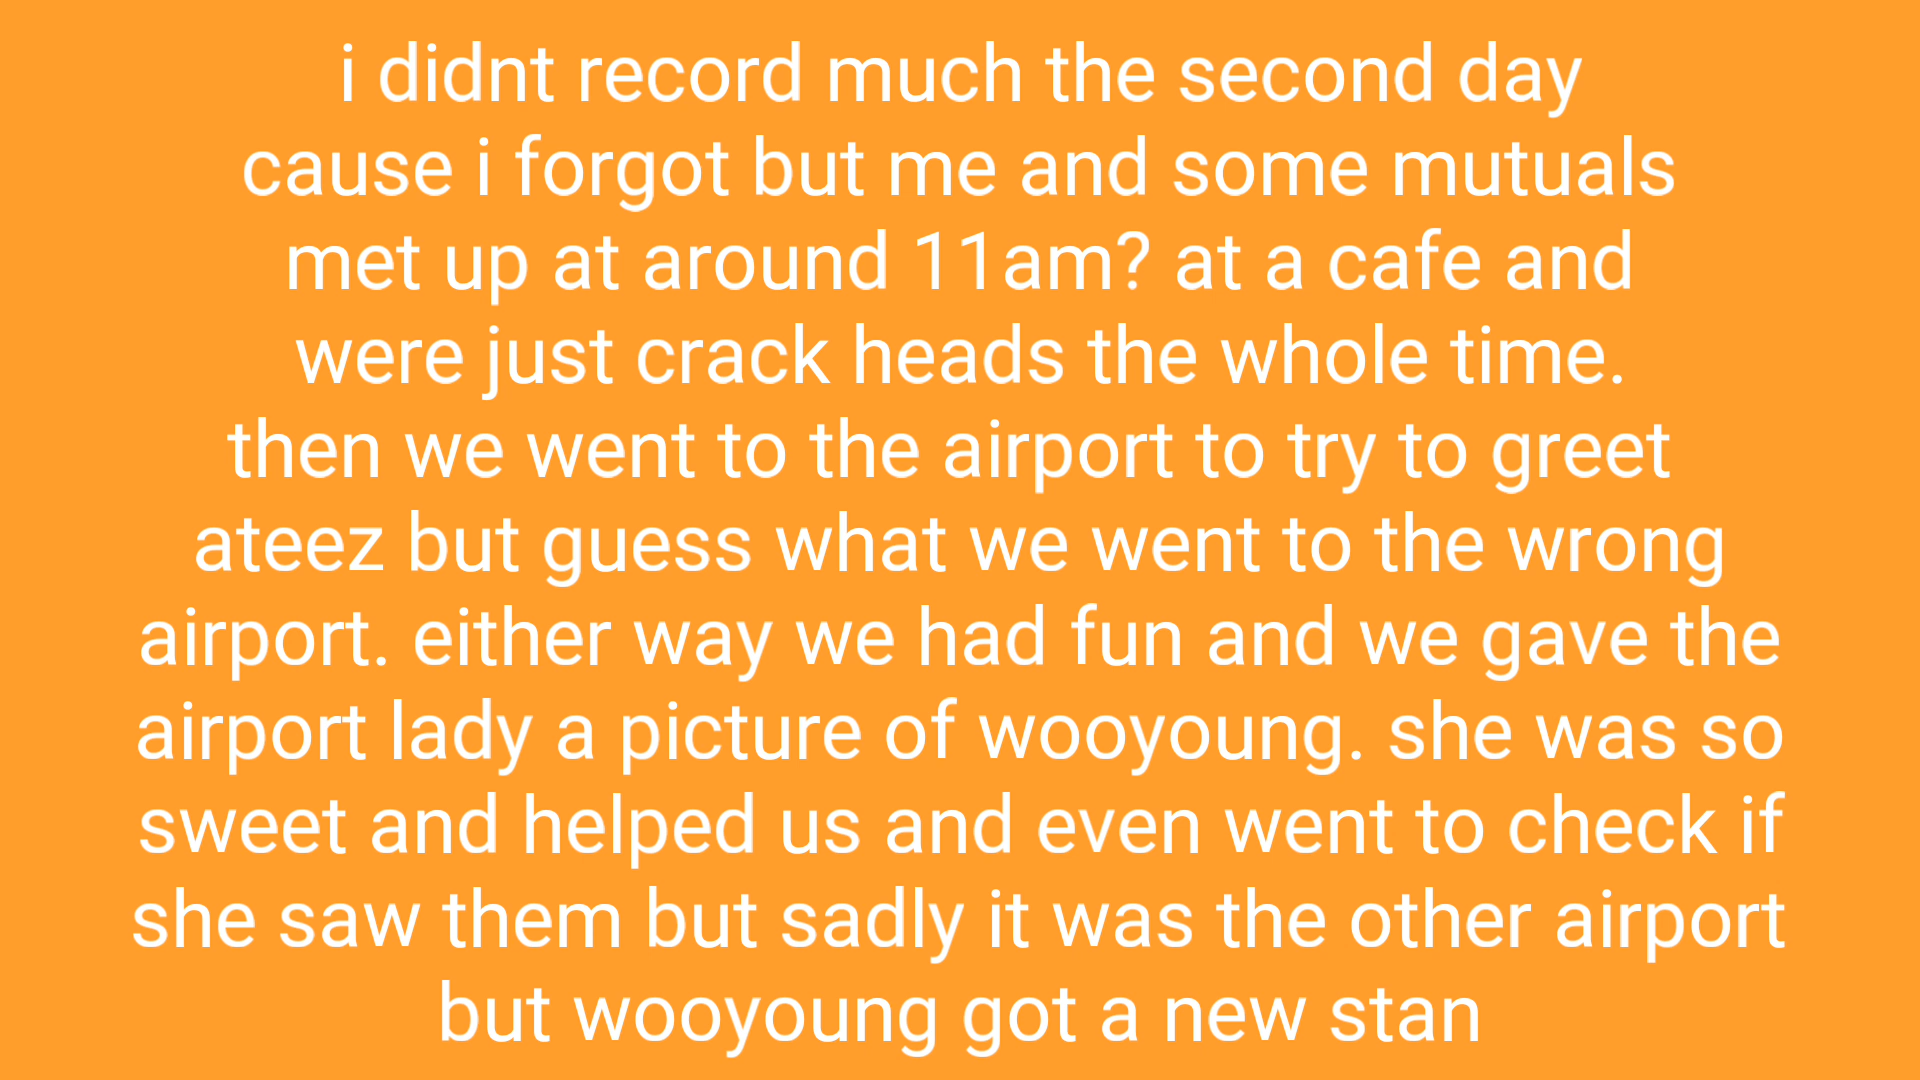 i didnt record much the second day
cause i forgot but me and some mutuals
met up at around 11am? at a cafe and
were just crack heads the whole time.
then we went to the airport to try to greet
ateez but guess what we went to the wrong
airport. either way we had fun and we gave the
airport lady a picture of wooyoung. she was so
sweet and helped us and even went to check if
she saw them but sadly it was the other airport
but wooyoung got a new stan